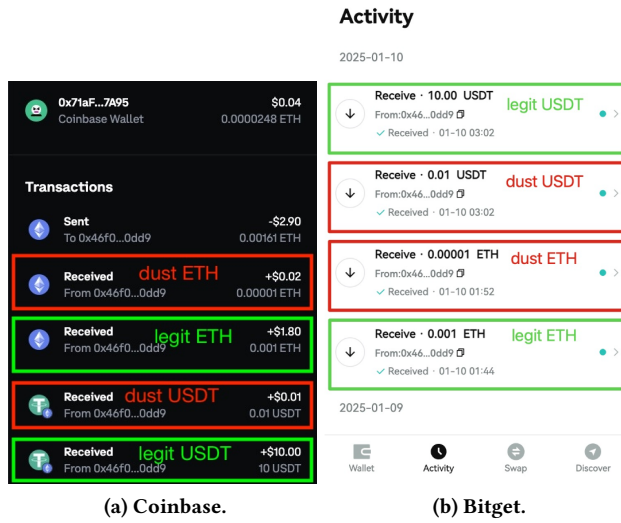 0x71aF...7A95 $0.04
Coinbase Wallet 0.0000248 ETH
Transactions
Sent -$2.90
To 0x46f0...0dd9 0.00161 ETH
Received dust ETH +$0.02
From 0x46f0...0dd9 0.00001 ETH
Received legit ETH +$1.80
From 0x46f0...0dd9 0.001 ETH
Received dust USDT +$0.01
From 0x46f0...0dd9 0.01 USDT
Received legit USDT +$10.00
From 0x46f0...0dd9 10 USDT
(a) Coinbase.
Activity
2025-01-10
Receive · 10.00 USDT legit USDT
From:0x46...0dd9
✓ Received · 01-10 03:02
Receive · 0.01 USDT dust USDT
From:0x46...0dd9
✓ Received · 01-10 03:02
Receive · 0.00001 ETH dust ETH
From:0x46...0dd9
✓ Received · 01-10 01:52
Receive · 0.001 ETH legit ETH
From:0x46...0dd9
✓ Received · 01-10 01:44
2025-01-09
Wallet Activity Swap Discover
(b) Bitget.